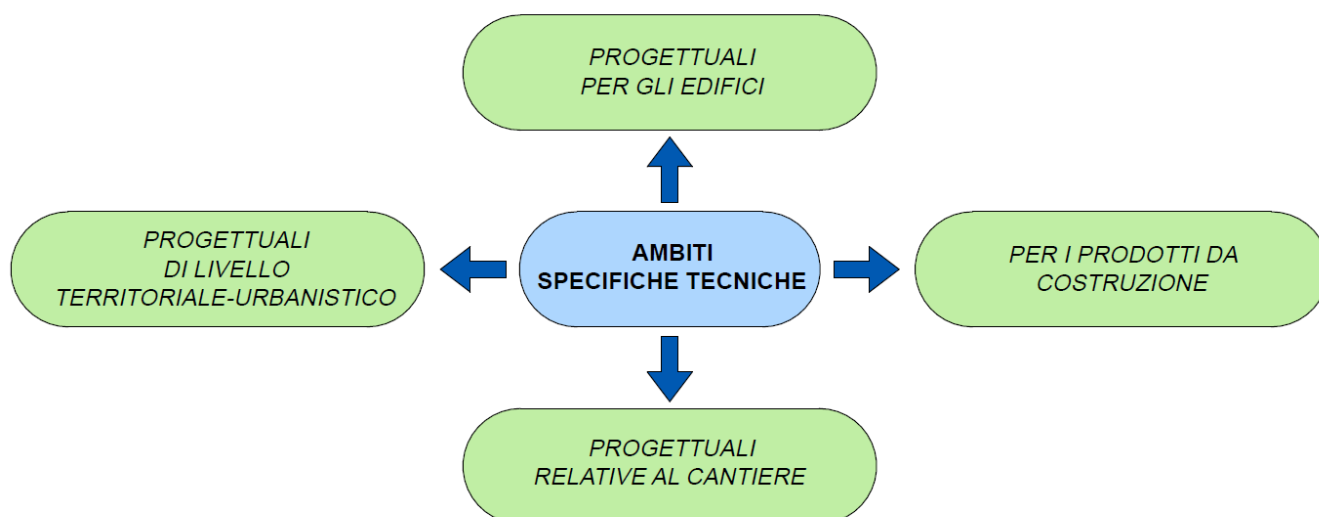 PROGETTUALI
PER GLI EDIFICI
PROGETTUALI
DI LIVELLO
TERRITORIALE-URBANISTICO
AMBITI
SPECIFICHE TECNICHE
PER I PRODOTTI DA
COSTRUZIONE
PROGETTUALI
RELATIVE AL CANTIERE